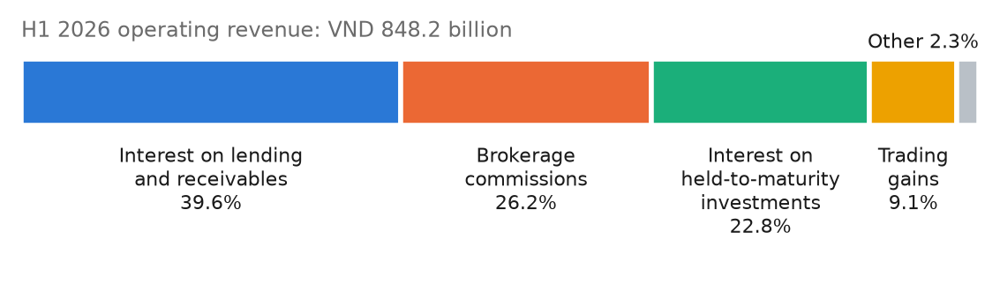 H1 2026 operating revenue: VND 848.2 billion
Other 2.3%
Interest on lending
and receivables
39.6%
Brokerage
commissions
26.2%
Interest on
held-to-maturity
investments
22.8%
Trading
gains
9.1%